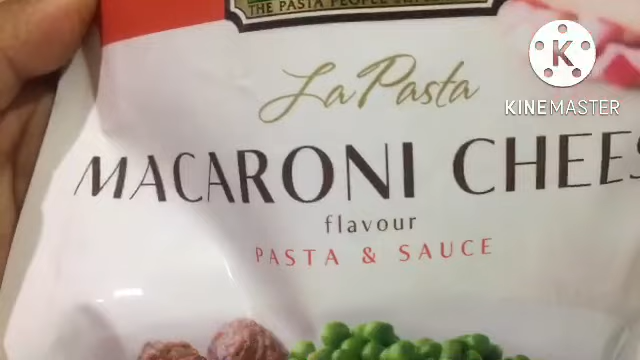 THE PASTA PEOPLE
La Pasta
MACARONI CHEES
flavour
PASTA & SAUCE
K
KINEMASTER